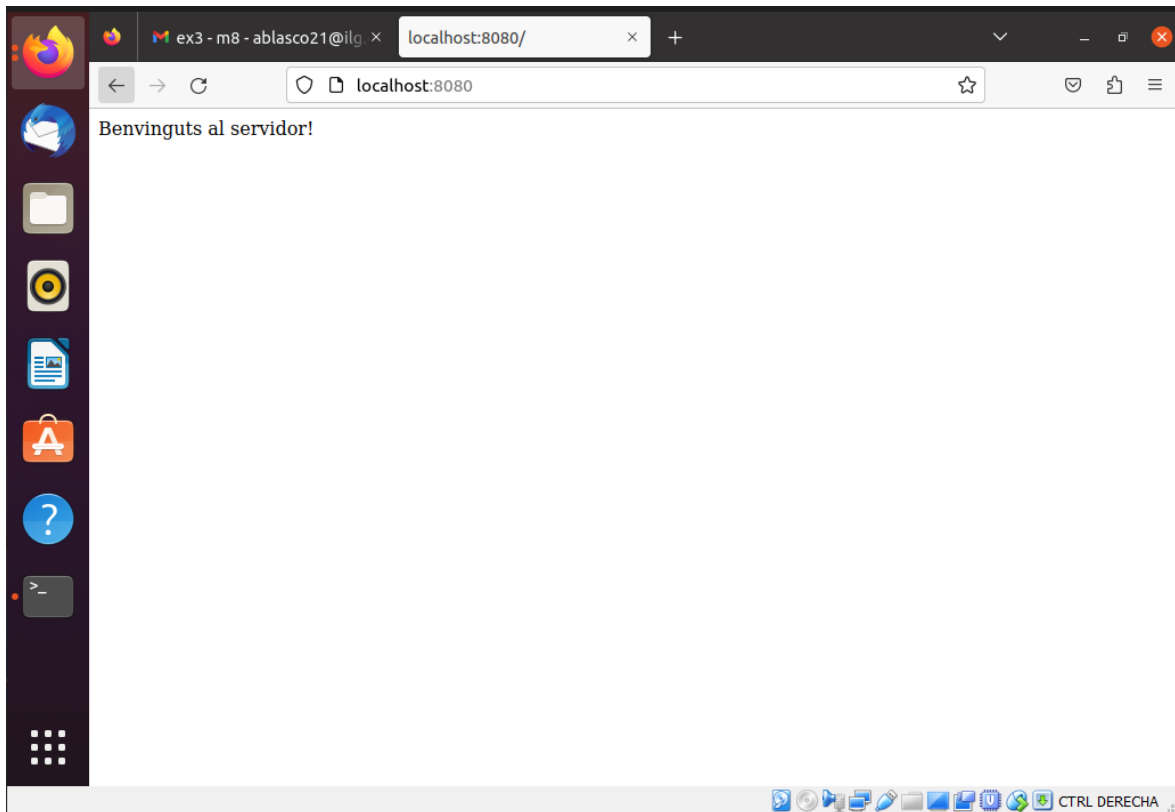 ex3 - m8 - ablasco21@ilg
localhost:8080/
localhost:8080
Benvinguts al servidor!
CTRL DERECHA